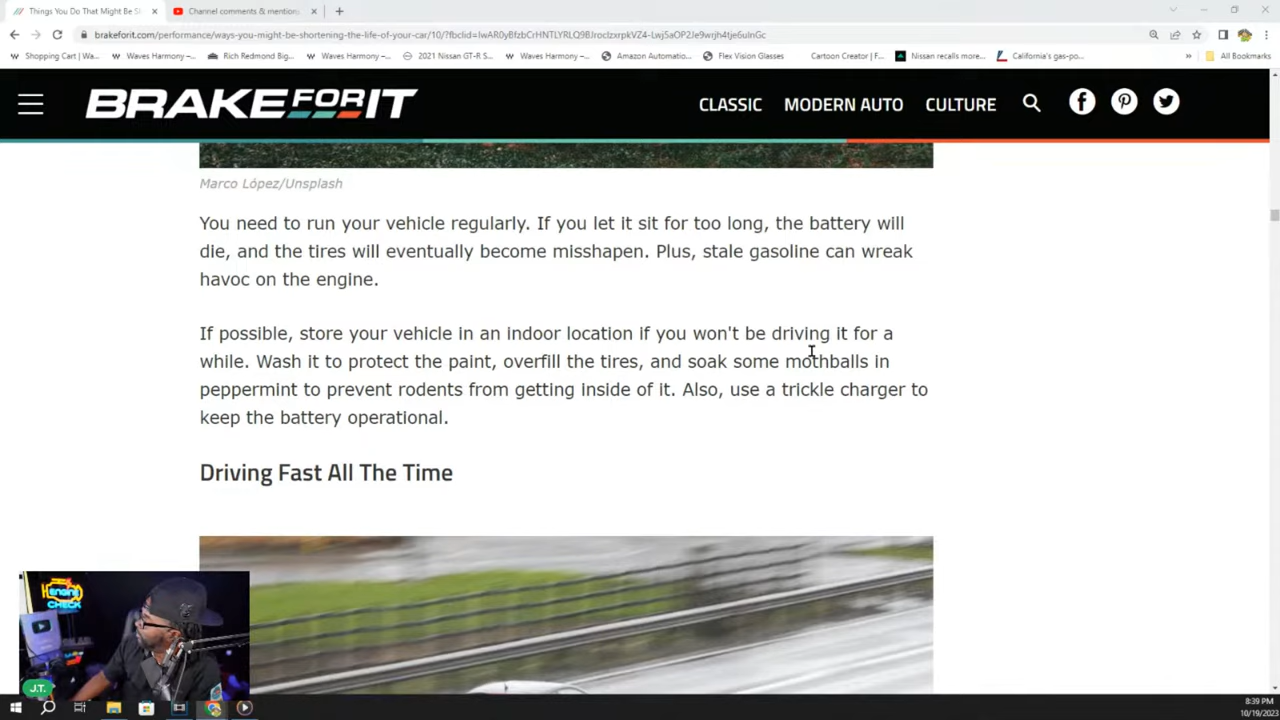 Things You Do That Might Be S
Channel comments & mention
brakeforit.com/performance/ways-you-might-be-shortening-the-life-of-your-car/10/?fbclid=
Shopping Cart | Wa...
Waves Harmony –...
Rich Redmond Big...
Waves Harmony –...
2021 Nissan GT-R S...
Waves Harmony –...
Amazon Automatio...
Flex Vision Glasses
Cartoon Creator | F...
Nissan recalls more...
California's gas-po...
»
All Bookmarks
BRAKE FOR IT
CLASSIC
MODERN AUTO
CULTURE
Marco López/Unsplash
You need to run your vehicle regularly. If you let it sit for too long, the battery will
die, and the tires will eventually become misshapen. Plus, stale gasoline can wreak
havoc on the engine.
If possible, store your vehicle in an indoor location if you won't be driving it for a
while. Wash it to protect the paint, overfill the tires, and soak some mothballs in
peppermint to prevent rodents from getting inside of it. Also, use a trickle charger to
keep the battery operational.
Driving Fast All The Time
ENGINE
CHECK
J.T.
8:39 PM
10/19/2023